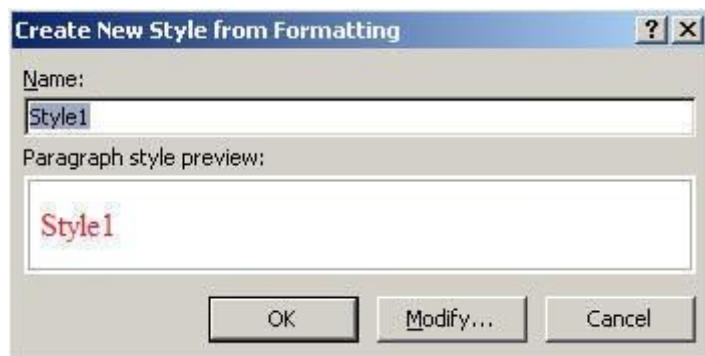 Create New Style from Formatting ? X
Name:
Style1
Paragraph style preview:
Style1
OK Modify... Cancel